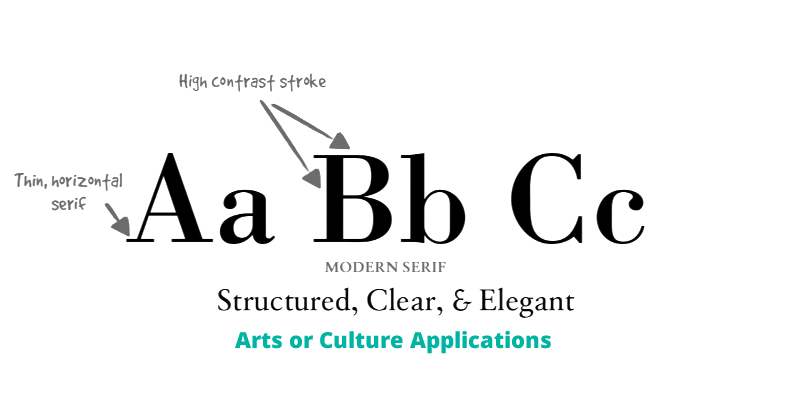 High contrast stroke
Thin, horizontal
serif
Aa Bb Cc
MODERN SERIF
Structured, Clear, & Elegant
Arts or Culture Applications